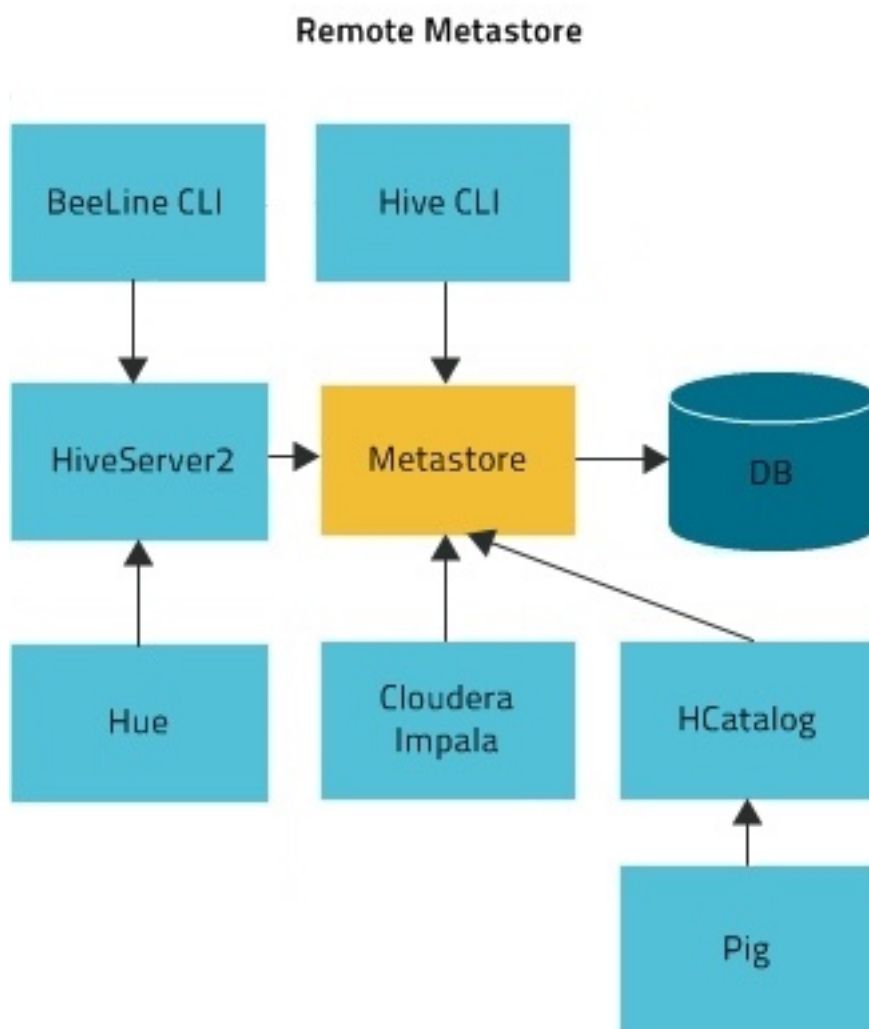 Remote Metastore
BeeLine CLI
Hive CLI
HiveServer2
Metastore
DB
Hue
Cloudera
Impala
HCatalog
Pig